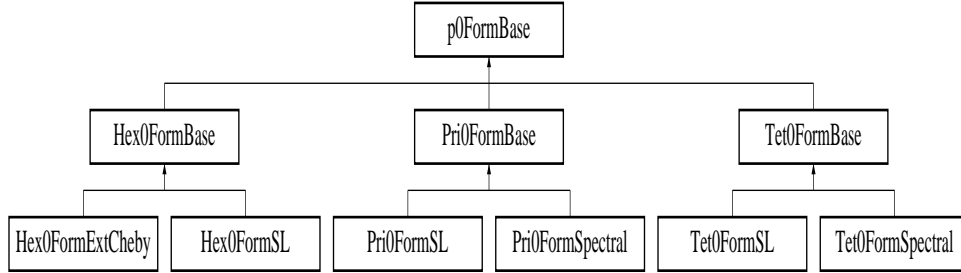 p0FormBase
Hex0FormBase
Pri0FormBase
Tet0FormBase
Hex0FormExtCheby
Hex0FormSL
Pri0FormSL
Pri0FormSpectral
Tet0FormSL
Tet0FormSpectral